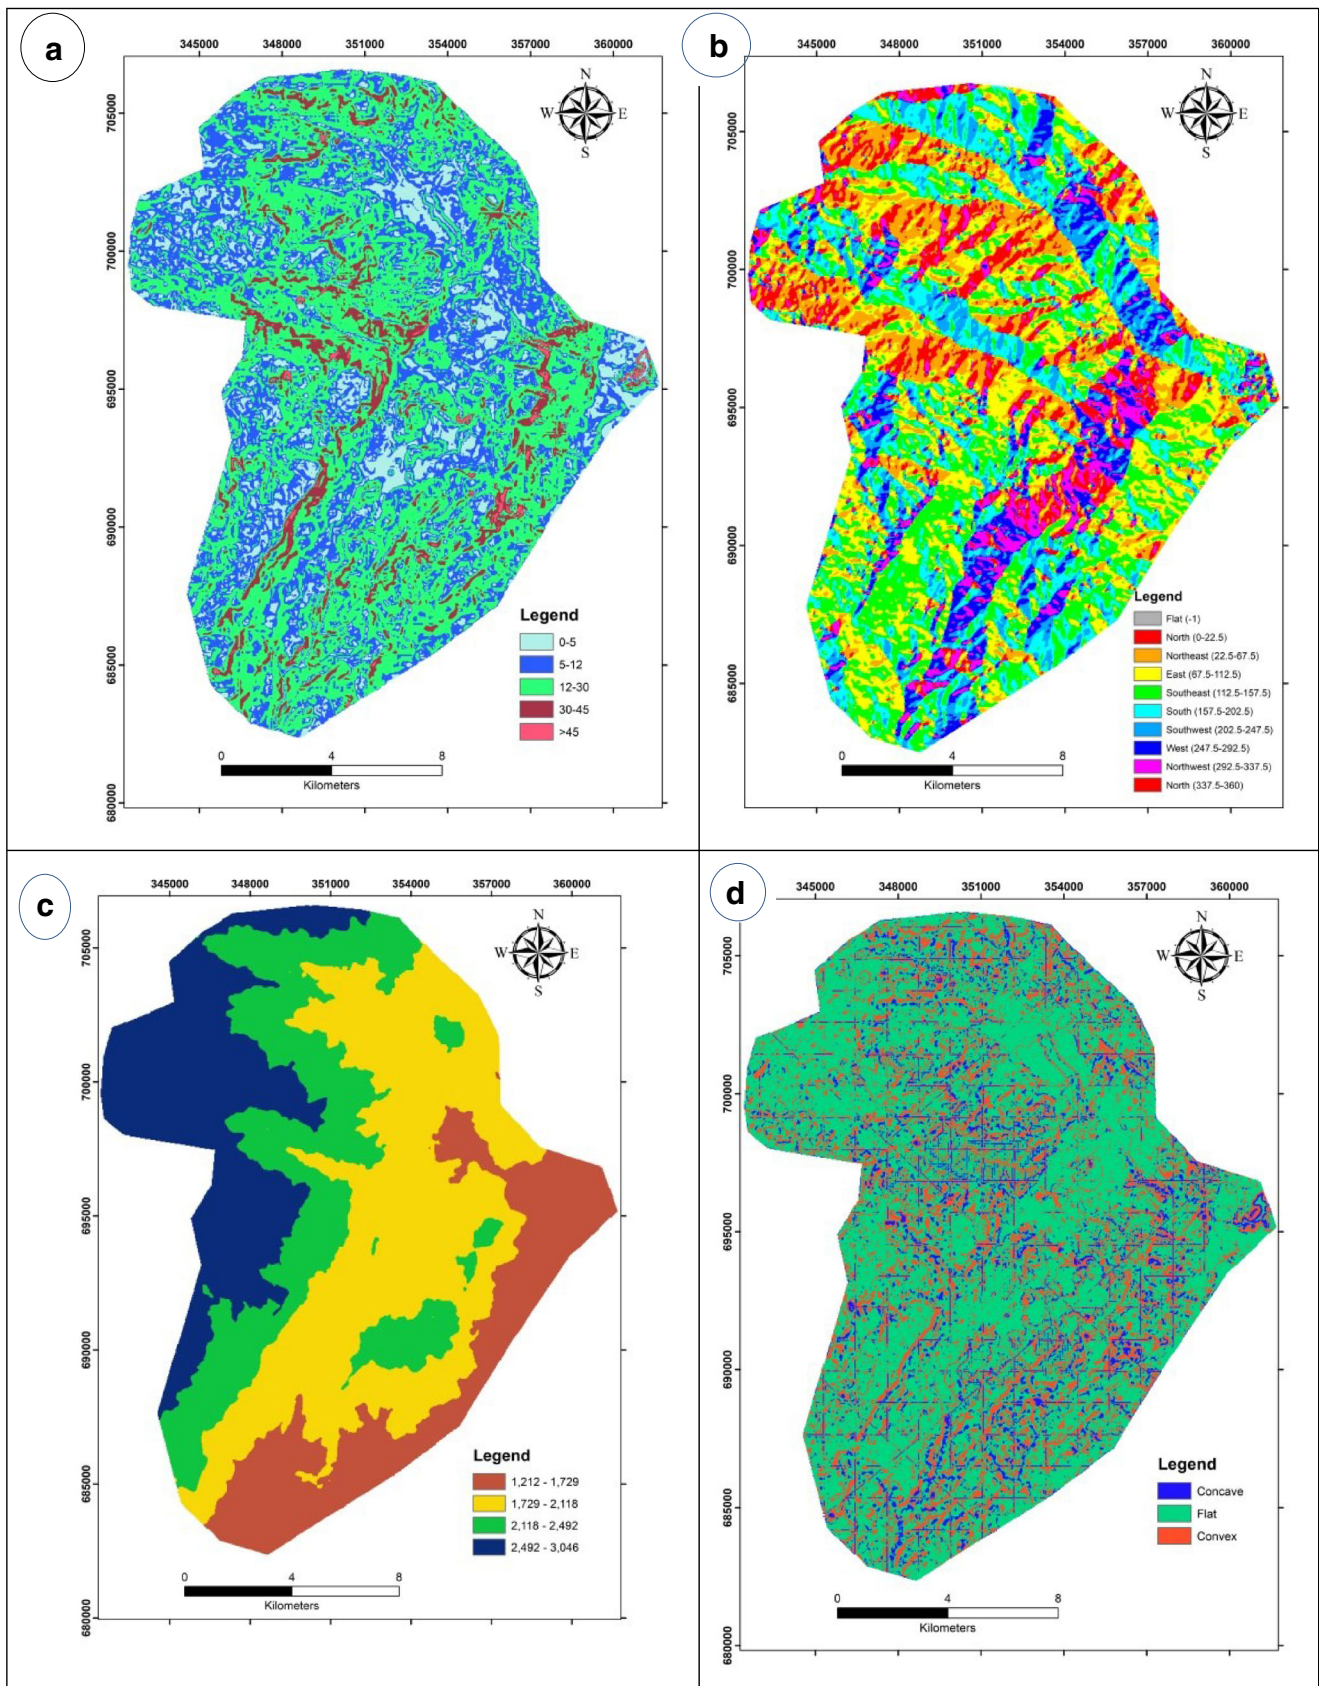 a
345000 348000 351000 354000 357000 360000
N
W E
S
705000
700000
695000
690000
685000
680000
Legend
0-5
5-12
12-30
30-45
>45
0 4 8
Kilometers
b
345000 348000 351000 354000 357000 360000
N
W E
S
705000
700000
695000
690000
685000
Legend
Flat (-1)
North (0-22.5)
Northeast (22.5-67.5)
East (67.5-112.5)
Southeast (112.5-157.5)
South (157.5-202.5)
Southwest (202.5-247.5)
West (247.5-292.5)
Northwest (292.5-337.5)
North (337.5-360)
0 4 8
Kilometers
c
345000 348000 351000 354000 357000 360000
N
W E
S
705000
700000
695000
690000
685000
680000
Legend
1,212 - 1,729
1,729 - 2,118
2,118 - 2,492
2,492 - 3,046
0 4 8
Kilometers
d
345000 348000 351000 354000 357000 360000
N
W E
S
705000
700000
695000
690000
685000
680000
Legend
Concave
Flat
Convex
0 4 8
Kilometers